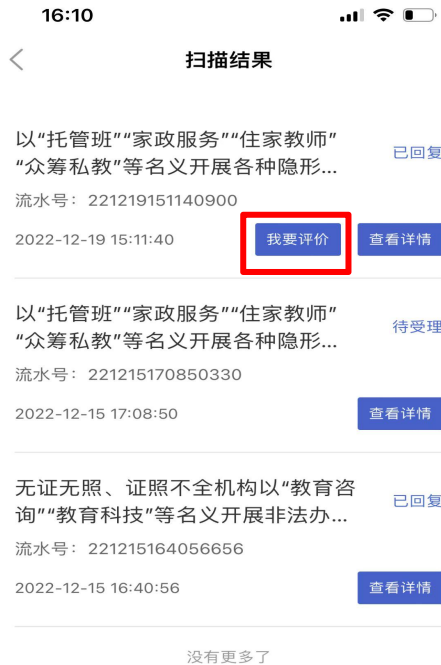 16:10
扫描结果
以“托管班”“家政服务”“住家教师”
“众筹私教”等名义开展各种隐形...
已回复
流水号：221219151140900
2022-12-19 15:11:40
我要评价
查看详情
以“托管班”“家政服务”“住家教师”
“众筹私教”等名义开展各种隐形...
待受理
流水号：221215170850330
2022-12-15 17:08:50
查看详情
无证无照、证照不全机构以“教育咨
询”“教育科技”等名义开展非法办...
已回复
流水号：221215164056656
2022-12-15 16:40:56
查看详情
没有更多了